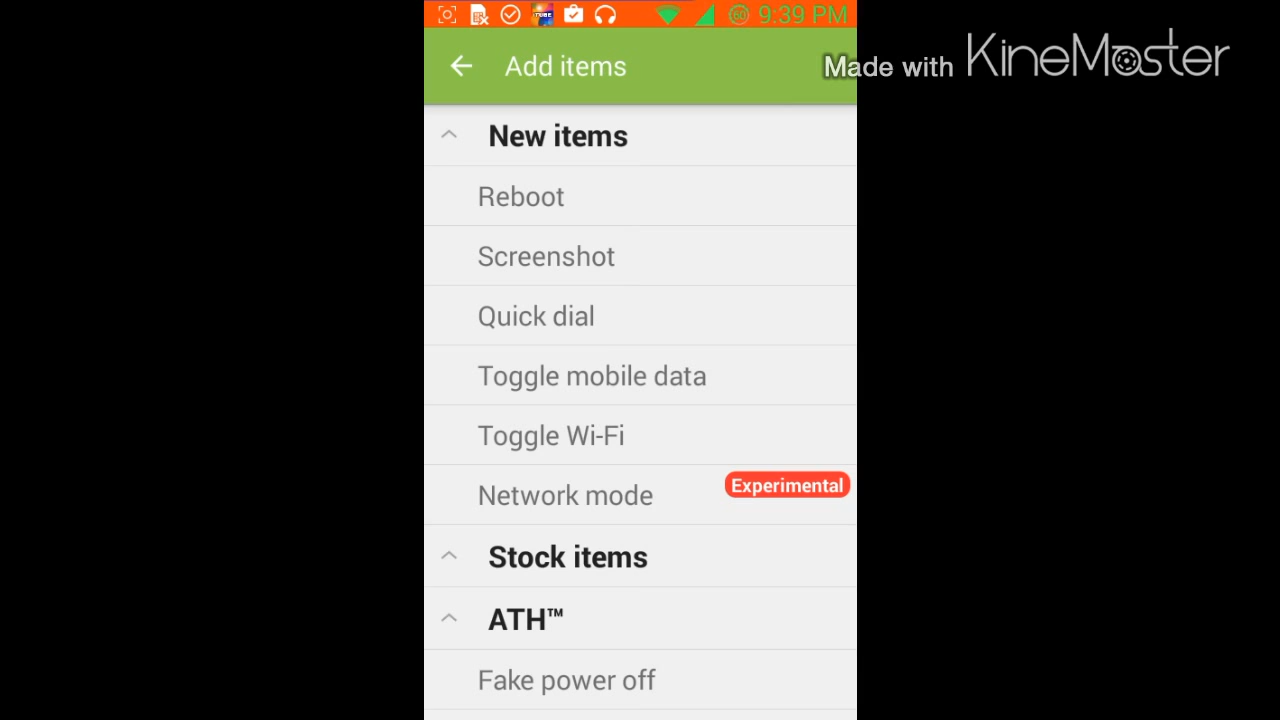 60 9:39 PM
Add items
Made with KineMaster
New items
Reboot
Screenshot
Quick dial
Toggle mobile data
Toggle Wi-Fi
Network mode
Experimental
Stock items
ATH™
Fake power off